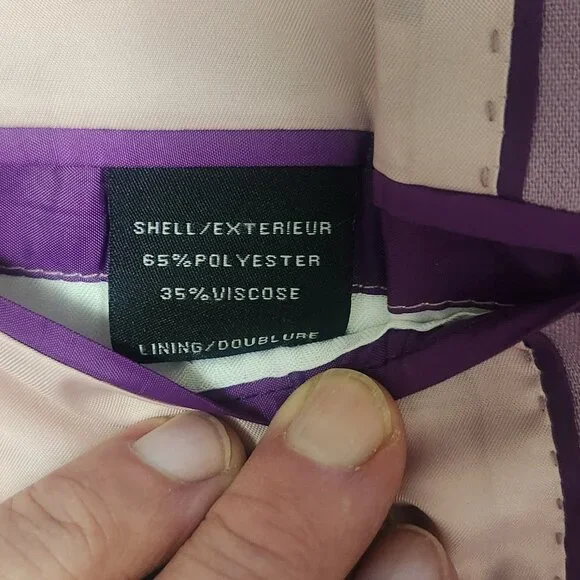 SHELL/EXTERIEUR
65%POLYESTER
35%VISCOSE
LINING/DOUBLURE